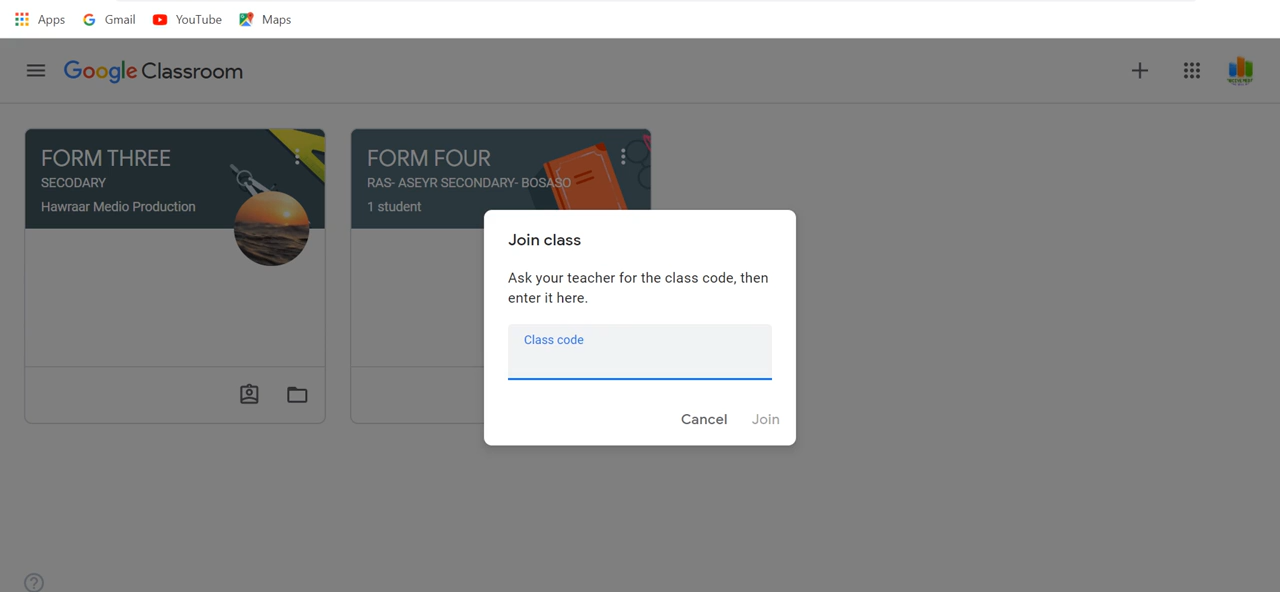 Apps Gmail YouTube Maps
Google Classroom
FORM THREE
SECODARY
Hawraar Medio Production
FORM FOUR
RAS- ASEYR SECONDARY- BOSASO
1 student
Join class
Ask your teacher for the class code, then
enter it here.
Class code
Cancel Join